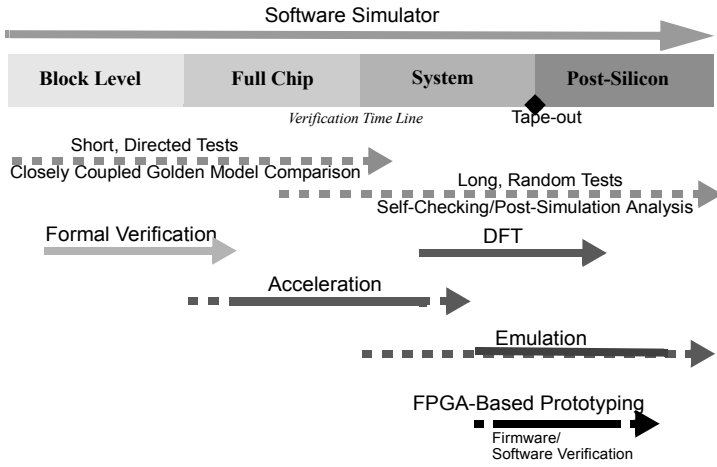 Software Simulator
Block Level
Full Chip
System
Post-Silicon
Verification Time Line
Tape-out
Short, Directed Tests
Closely Coupled Golden Model Comparison
Long, Random Tests
Self-Checking/Post-Simulation Analysis
Formal Verification
DFT
Acceleration
Emulation
FPGA-Based Prototyping
Firmware/
Software Verification